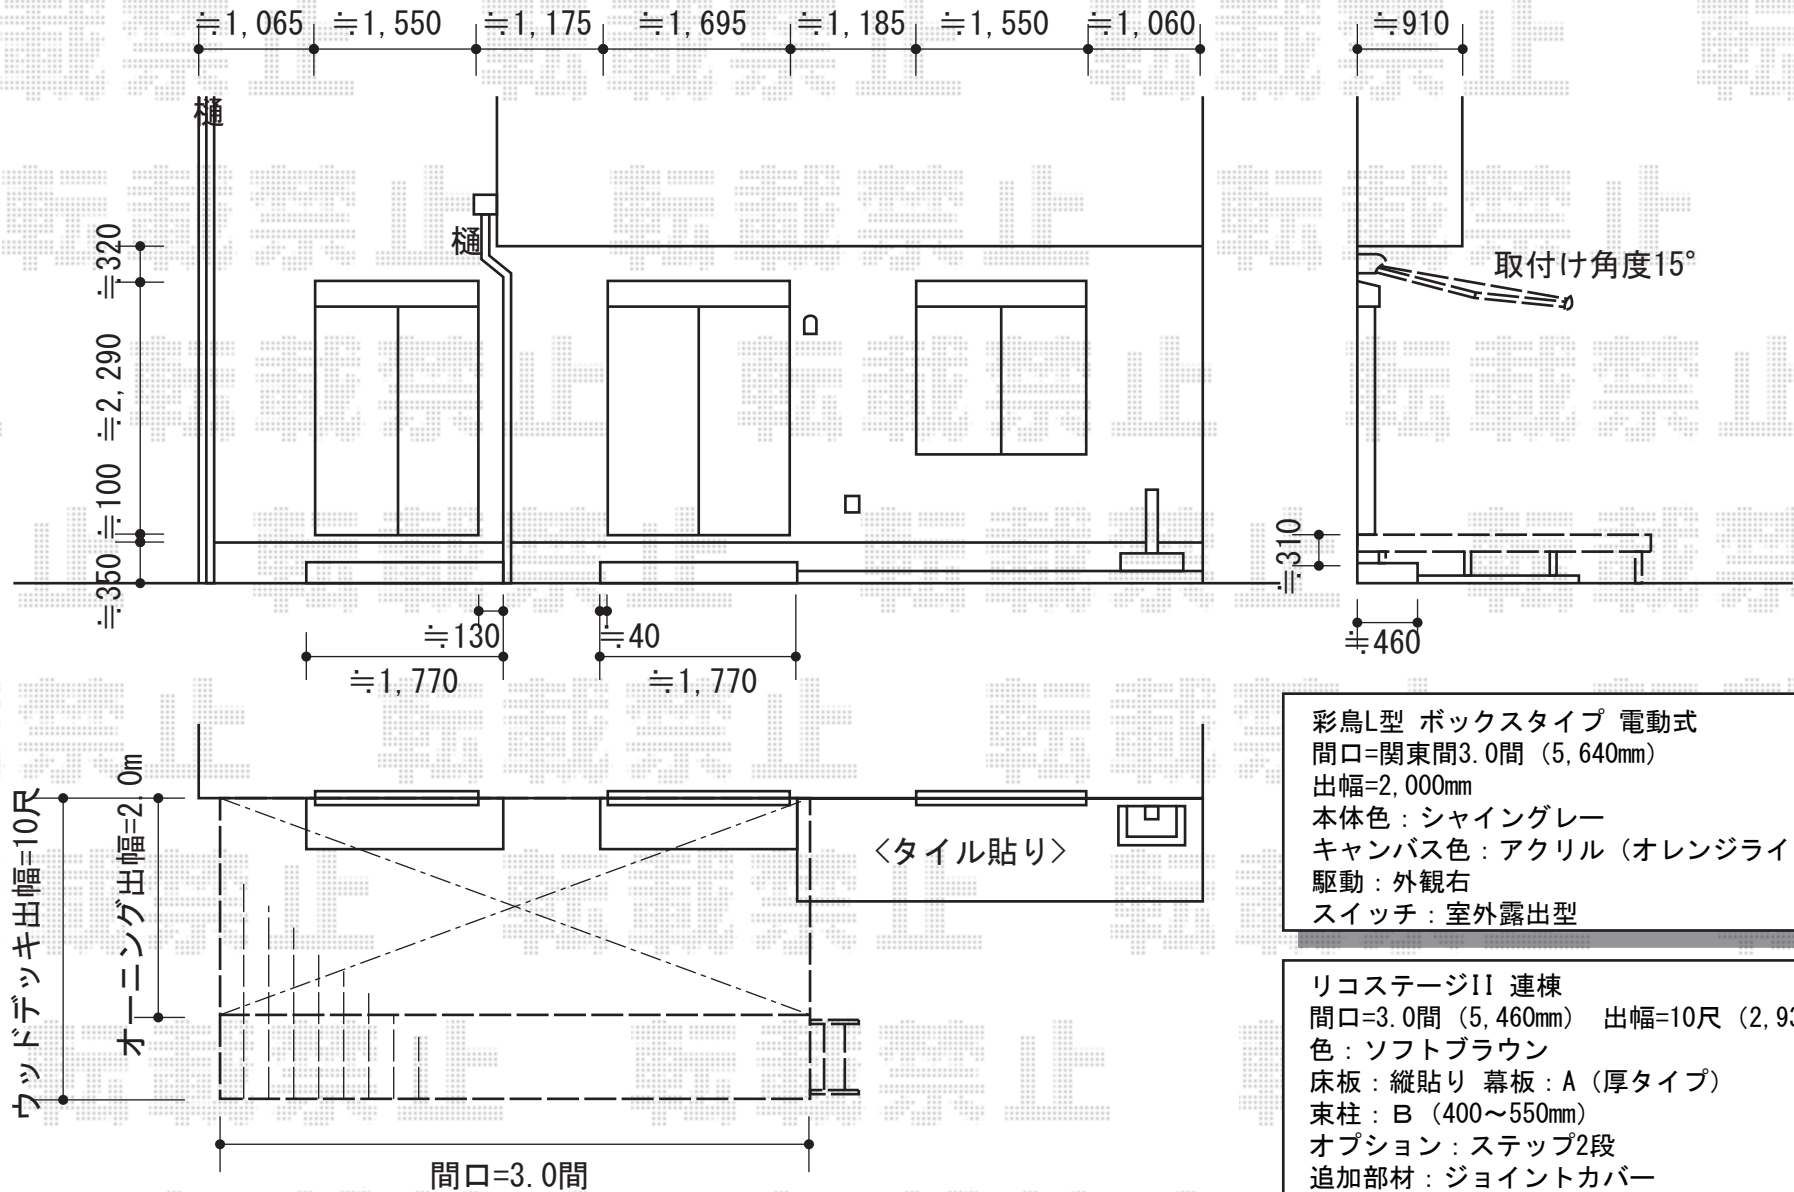 ≒1,065 ≒1,550 ≒1,175 ≒1,695 ≒1,185 ≒1,550 ≒1,060 ≒910
樋
樋
≒320
≒2,290
≒100
≒350
取付け角度15°
≒310
≒130 ≒40
≒1,770 ≒1,770
≒460
ウッドデッキ出幅=10尺
オーニング出幅=2.0m
<タイル貼り>
間口=3.0間
彩鳥L型 ボックスタイプ 電動式
間口=関東間3.0間（5,640mm）
出幅=2,000mm
本体色：シャイングレー
キャンバス色：アクリル（オレンジライ
駆動：外観右
スイッチ：室外露出型
リコステージII 連棟
間口=3.0間（5,460mm） 出幅=10尺（2,93
色：ソフトブラウン
床板：縦貼り 幕板：A（厚タイプ）
束柱：B（400～550mm）
オプション：ステップ2段
追加部材：ジョイントカバー
転載禁止